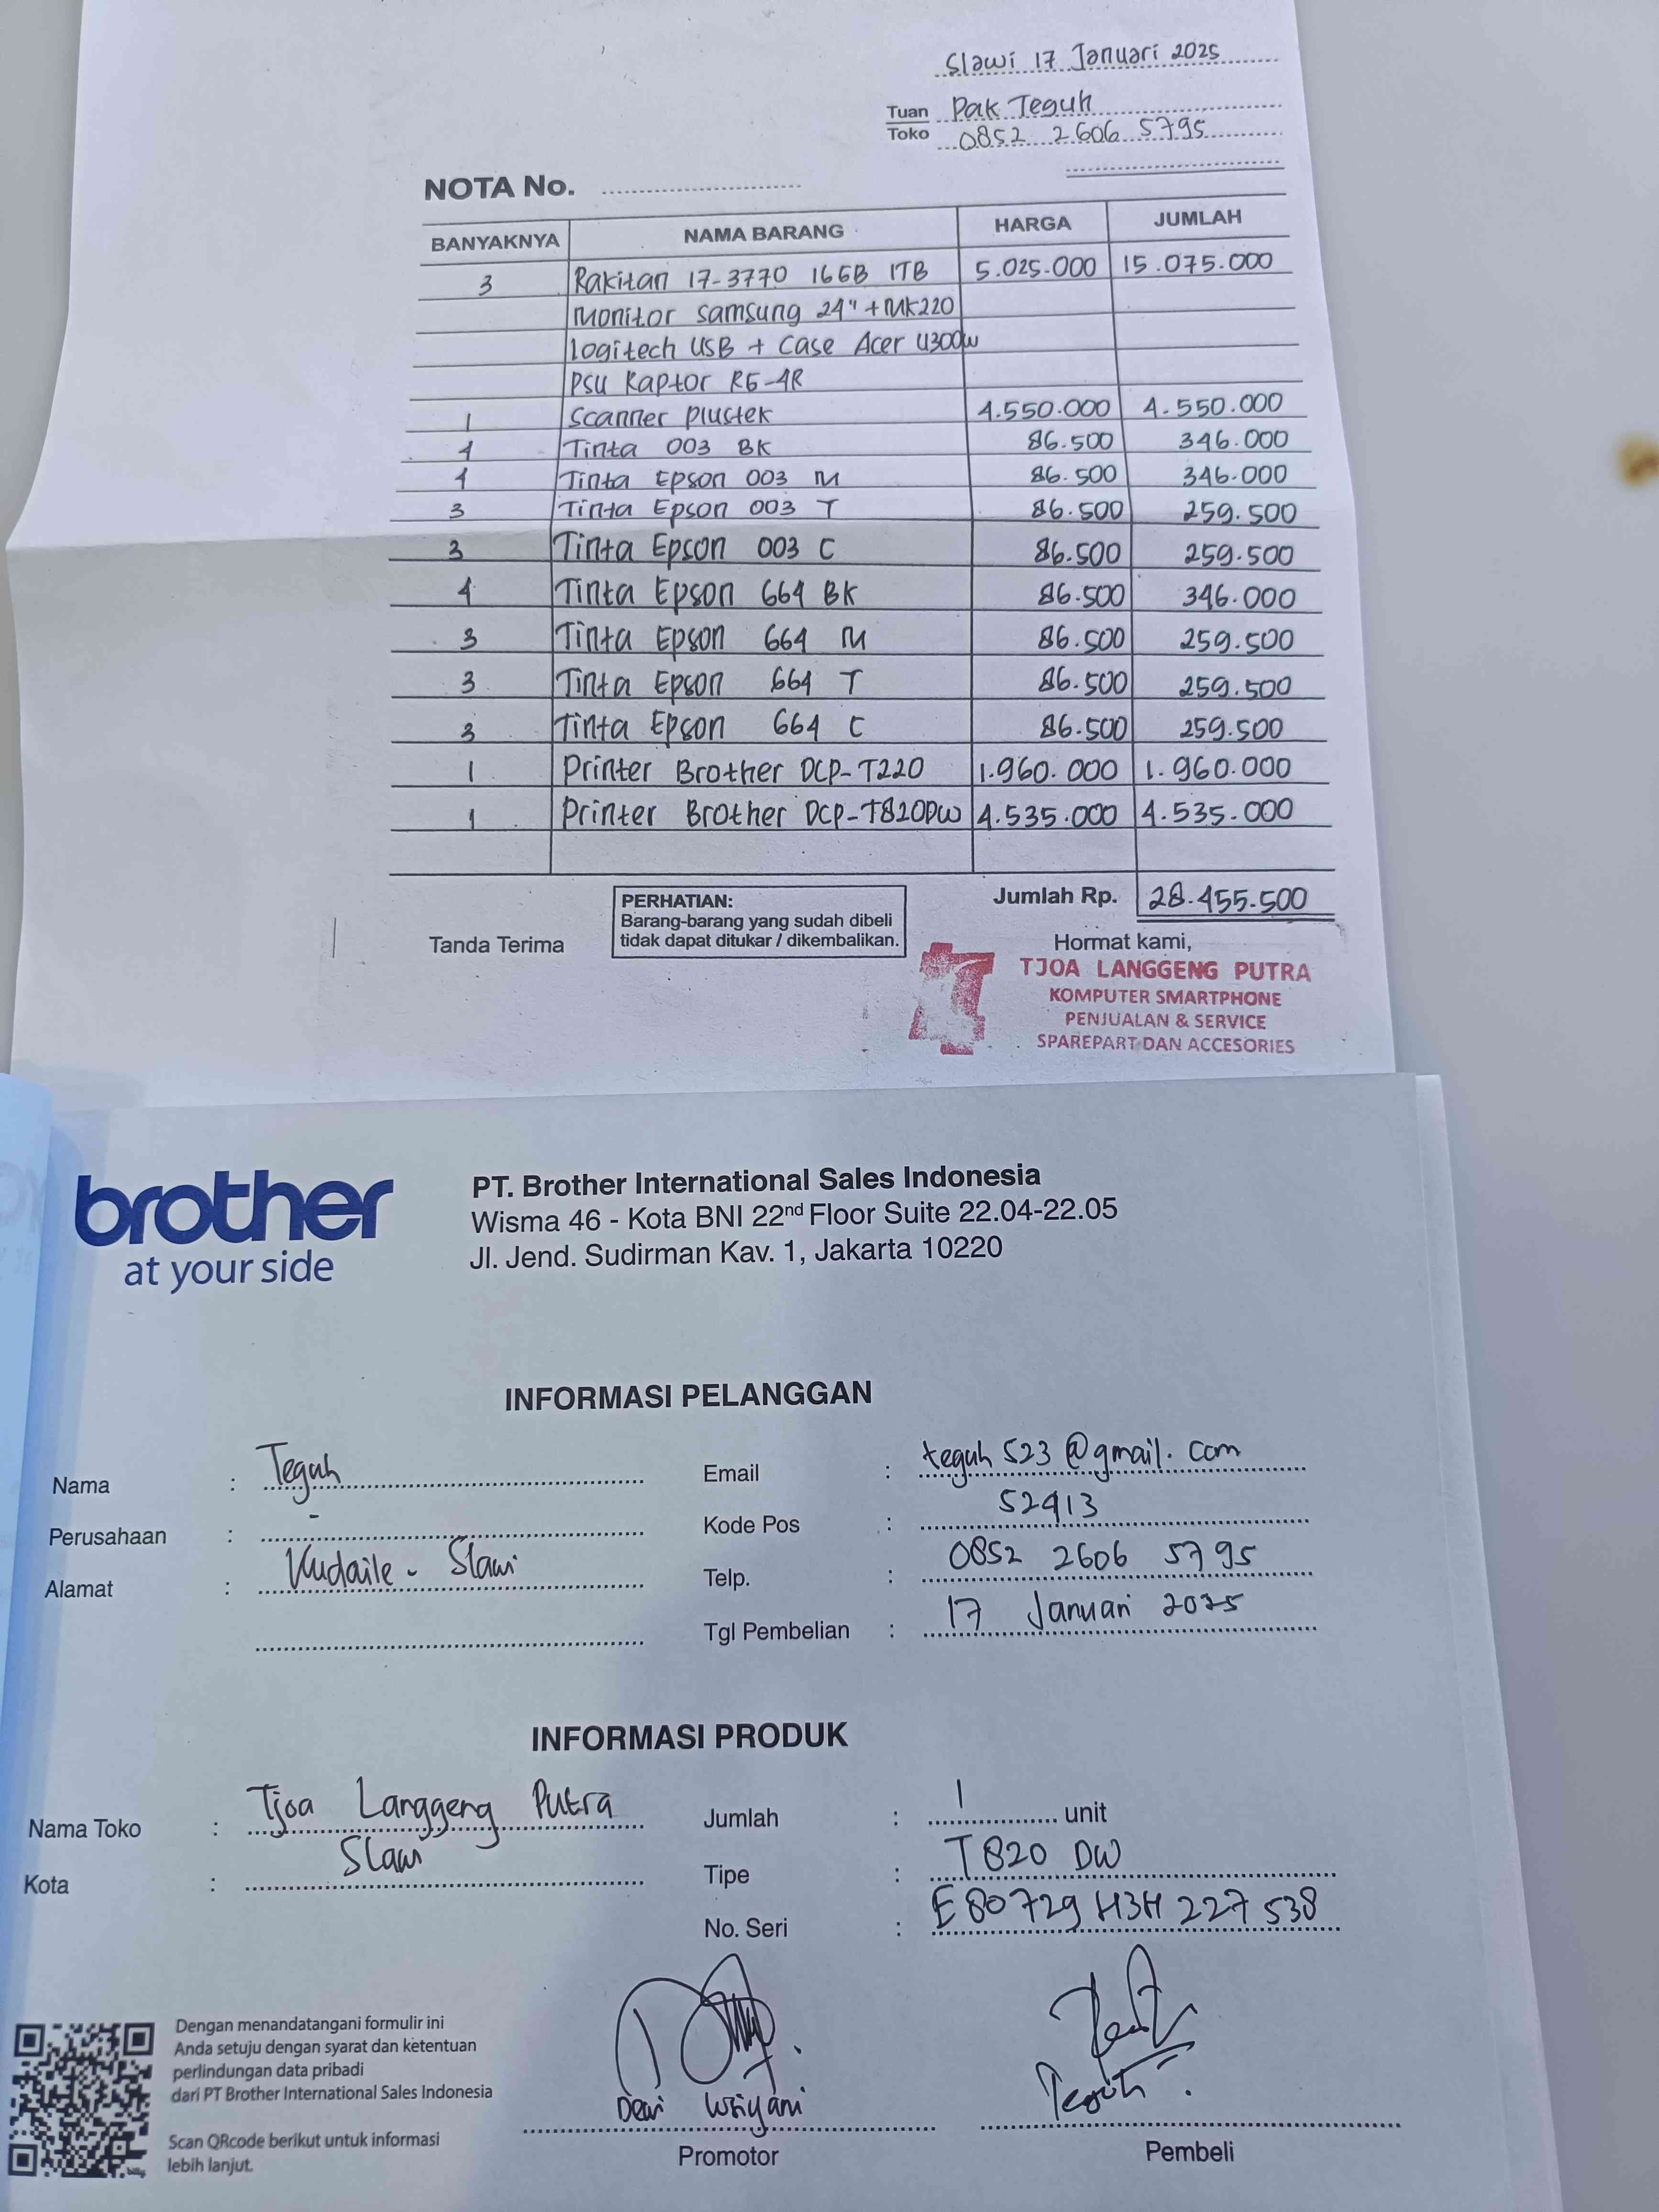 Slawi 17 Januari 2025
Tuan Pak Teguh
Toko 0852 2606 5795
NOTA No.
BANYAKNYA NAMA BARANG HARGA JUMLAH
3 Rakitan i7-3770 16GB 1TB 5.025.000 15.075.000
Monitor Samsung 24" + MK220
Logitech USB + Case Acer U300W
PSU Raptor RG-4R
1 Scanner plustek 4.550.000 4.550.000
4 Tinta 003 BK 86.500 346.000
4 Tinta Epson 003 M 86.500 346.000
3 Tinta Epson 003 T 86.500 259.500
3 Tinta Epson 003 C 86.500 259.500
4 Tinta Epson 664 BK 86.500 346.000
3 Tinta Epson 664 M 86.500 259.500
3 Tinta Epson 664 T 86.500 259.500
3 Tinta Epson 664 C 86.500 259.500
1 Printer Brother DCP-T220 1.960.000 1.960.000
1 Printer Brother DCP-T820DW 4.535.000 4.535.000
Jumlah Rp. 28.455.500
Tanda Terima
PERHATIAN:
Barang-barang yang sudah dibeli
tidak dapat ditukar / dikembalikan.
Hormat kami,
TJOA LANGGENG PUTRA
KOMPUTER SMARTPHONE
PENJUALAN & SERVICE
SPAREPART DAN ACCESORIES
brother
at your side
PT. Brother International Sales Indonesia
Wisma 46 - Kota BNI 22nd Floor Suite 22.04-22.05
Jl. Jend. Sudirman Kav. 1, Jakarta 10220
INFORMASI PELANGGAN
Nama : Teguh
Perusahaan : -
Alamat : Kudaile - Slawi
Email : teguh523@gmail.com
Kode Pos : 52413
Telp. : 0852 2606 5795
Tgl Pembelian : 17 Januari 2025
INFORMASI PRODUK
Nama Toko : Tjoa Langgeng Putra
Kota : Slawi
Jumlah : 1 unit
Tipe : T820 DW
No. Seri : E80729H3H227538
Dengan menandatangani formulir ini
Anda setuju dengan syarat dan ketentuan
perlindungan data pribadi
dari PT Brother International Sales Indonesia
Scan QRcode berikut untuk informasi
lebih lanjut.
Dewi
Promotor
Teguh
Pembeli